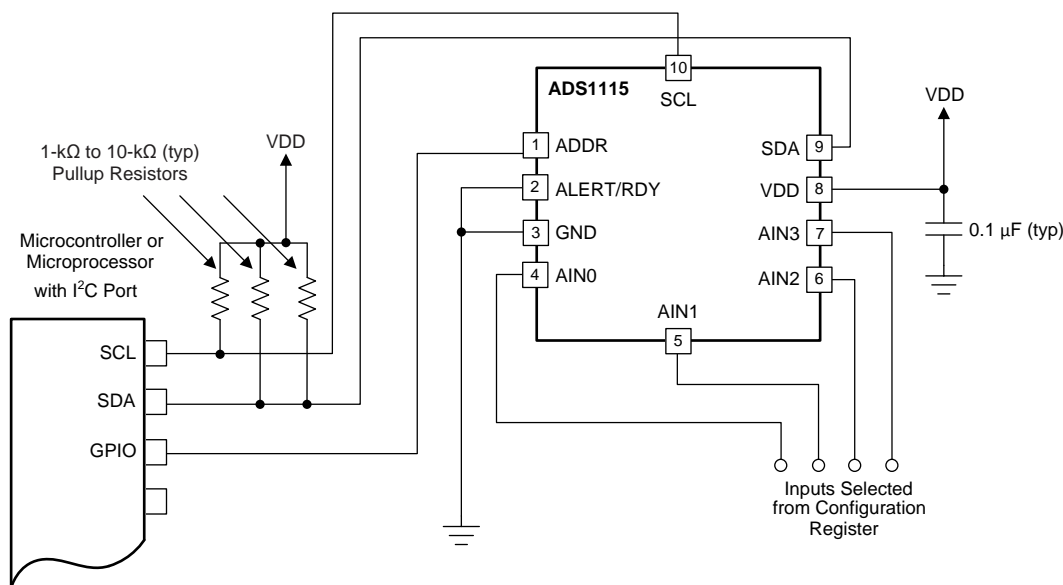 10
ADS1115
SCL
VDD
1-kΩ to 10-kΩ (typ)
Pullup Resistors
VDD
1
ADDR
SDA
9
2
ALERT/RDY
VDD
8
3
GND
AIN3
7
0.1 μF (typ)
Microcontroller or
Microprocessor
with I²C Port
4
AIN0
AIN2
6
AIN1
5
SCL
SDA
GPIO
Inputs Selected
from Configuration
Register